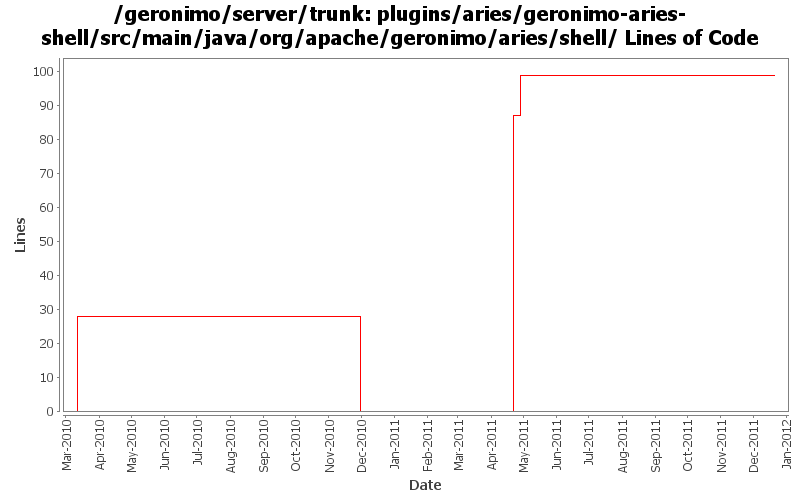 /geronimo/server/trunk: plugins/aries/geronimo-aries-
shell/src/main/java/org/apache/geronimo/aries/shell/ Lines of Code
100
90
80
70
60
50
40
30
20
10
0
Lines
Mar-2010
Apr-2010
May-2010
Jun-2010
Jul-2010
Aug-2010
Sep-2010
Oct-2010
Nov-2010
Dec-2010
Jan-2011
Feb-2011
Mar-2011
Apr-2011
May-2011
Jun-2011
Jul-2011
Aug-2011
Sep-2011
Oct-2011
Nov-2011
Dec-2011
Jan-2012
Date